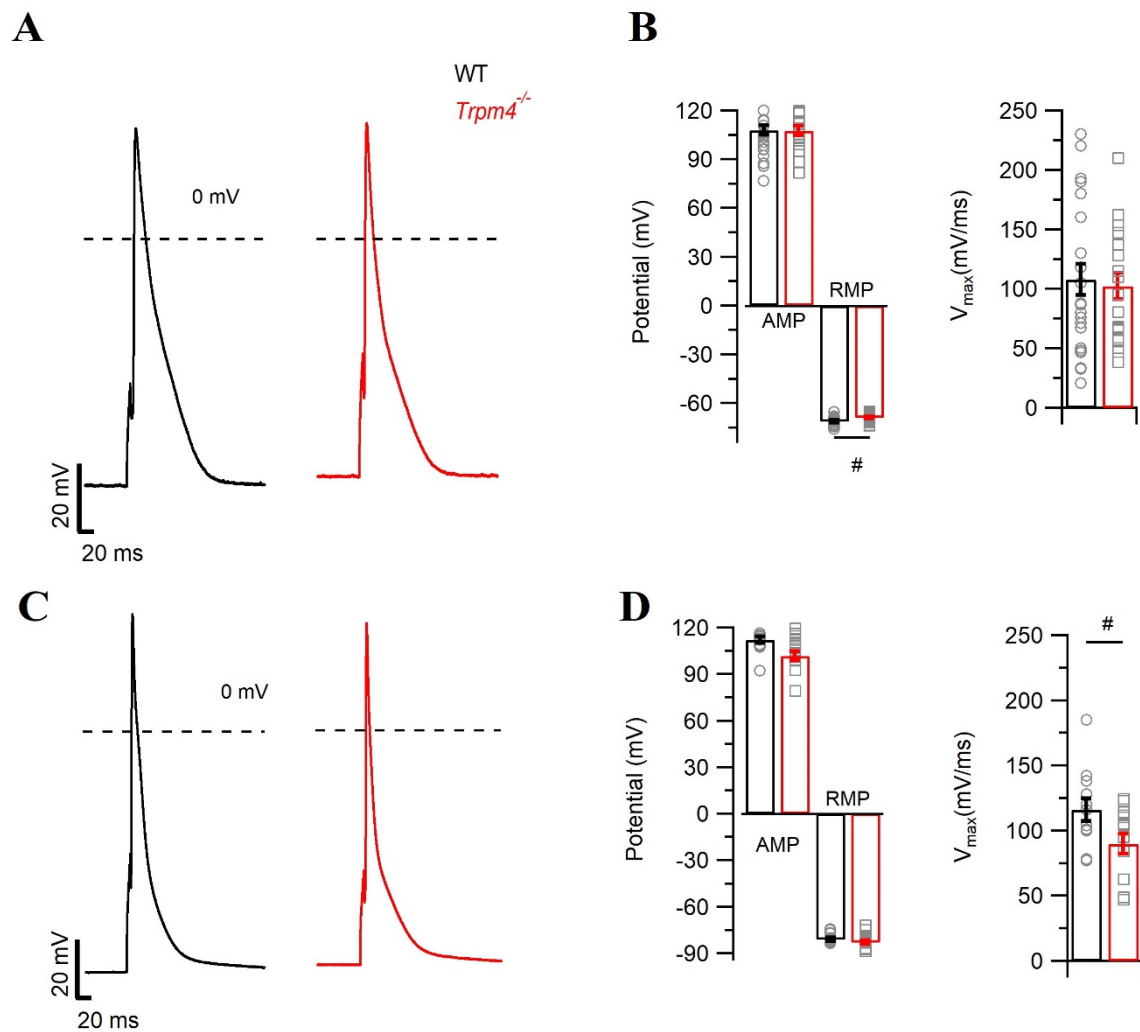 A
WT
Trpm4-/-
0 mV
20 mV
20 ms
B
Potential (mV)
120
90
60
30
0
-30
-60
AMP
RMP
#
Vmax(mV/ms)
250
200
150
100
50
0
C
0 mV
20 mV
20 ms
D
Potential (mV)
120
90
60
30
0
-30
-60
-90
AMP
RMP
Vmax(mV/ms)
250
200
150
100
50
0
#